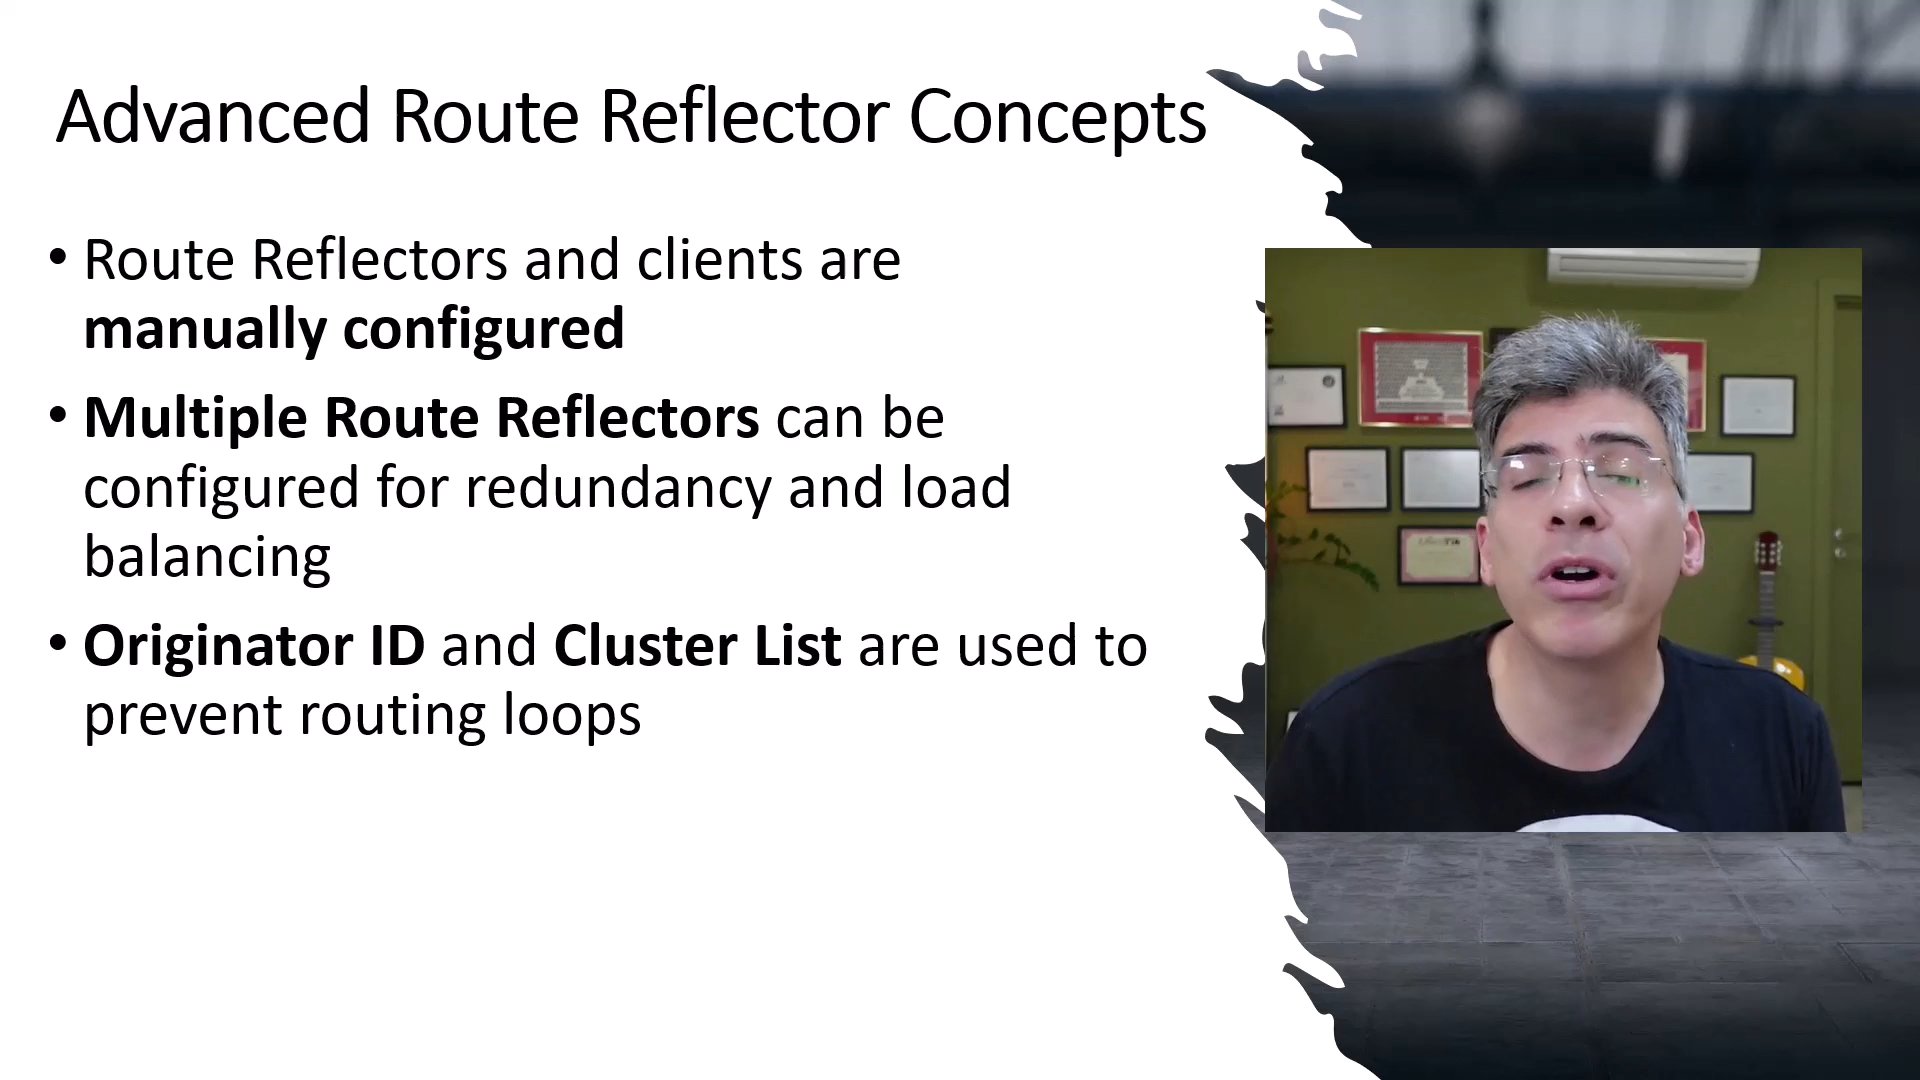 Advanced Route Reflector Concepts
• Route Reflectors and clients are
manually configured
• Multiple Route Reflectors can be
configured for redundancy and load
balancing
• Originator ID and Cluster List are used to
prevent routing loops